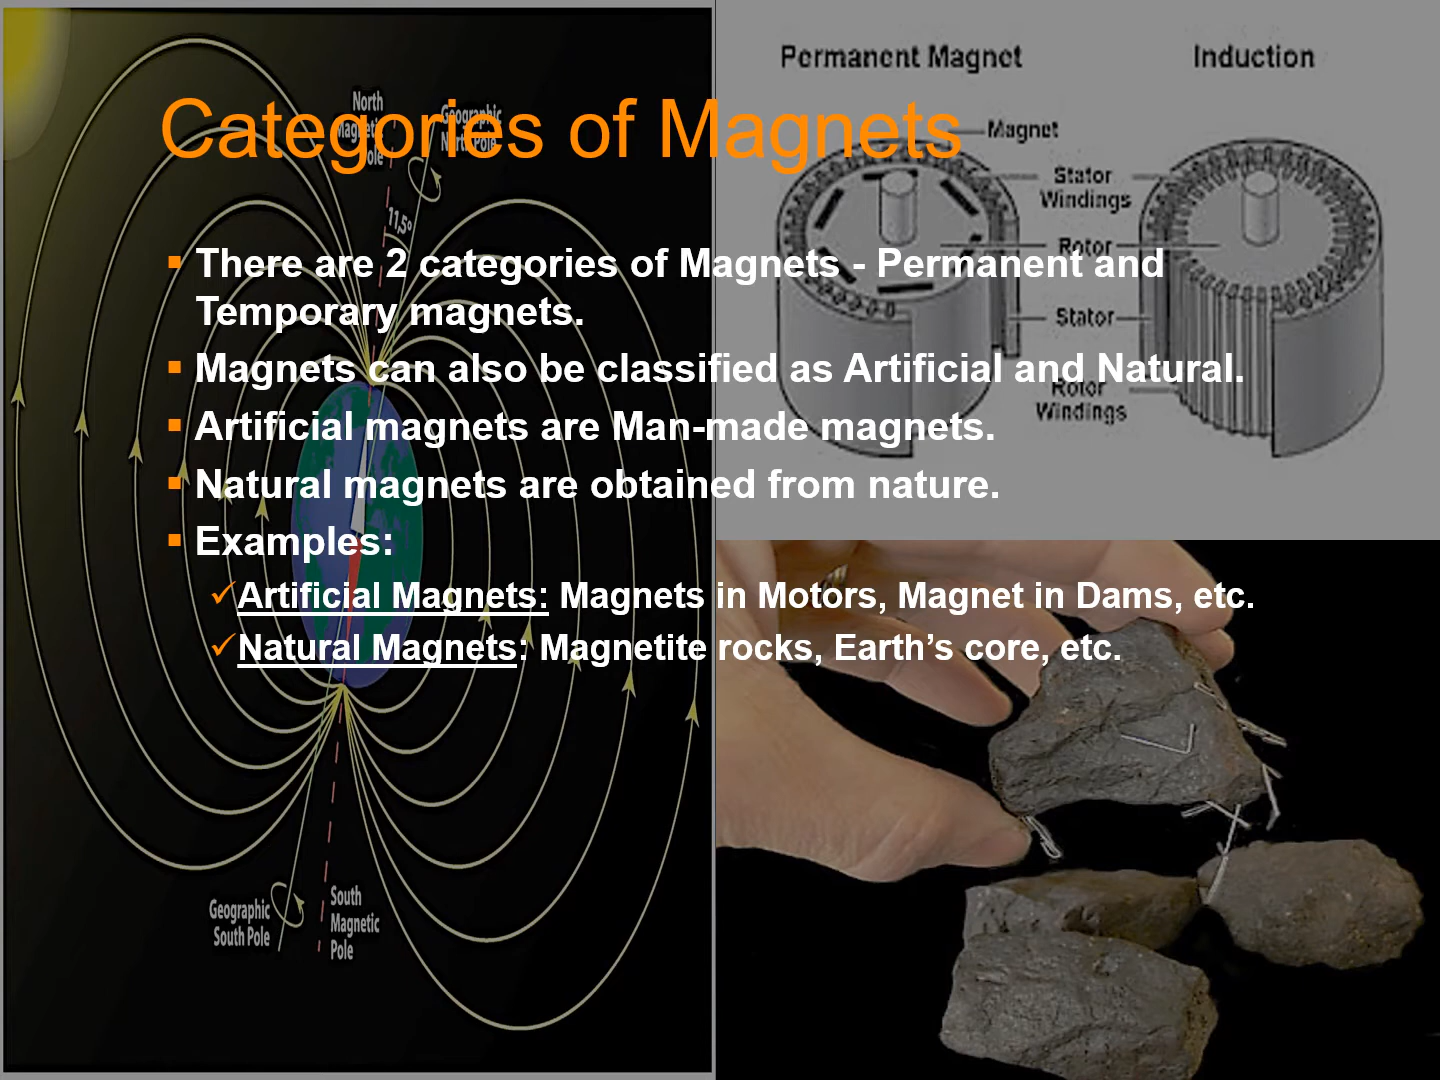 Categories of Magnets
▪ There are 2 categories of Magnets - Permanent and
Temporary magnets.
▪ Magnets can also be classified as Artificial and Natural.
▪ Artificial magnets are Man-made magnets.
▪ Natural magnets are obtained from nature.
▪ Examples:
✓ Artificial Magnets: Magnets in Motors, Magnet in Dams, etc.
✓ Natural Magnets: Magnetite rocks, Earth’s core, etc.
North
Magnetic
Pole
Geographic
North Pole
11,5°
Geographic
South Pole
South
Magnetic
Pole
Permanent Magnet
Induction
Magnet
Stator
Windings
Rotor
Stator
Rotor
Windings